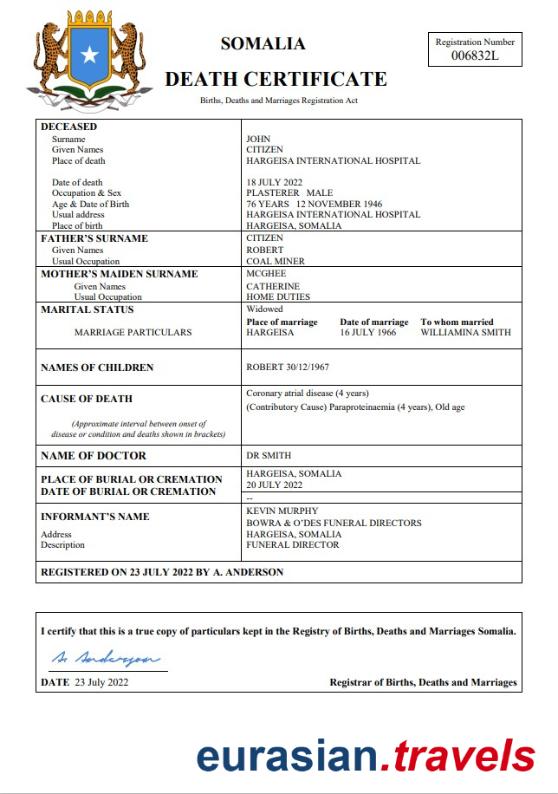 SOMALIA
DEATH CERTIFICATE
Births, Deaths and Marriages Registration Act
Registration Number
006832L
DECEASED
Surname JOHN
Given Names CITIZEN
Place of death HARGEISA INTERNATIONAL HOSPITAL
Date of death 18 JULY 2022
Occupation & Sex PLASTERER MALE
Age & Date of Birth 76 YEARS 12 NOVEMBER 1946
Usual address HARGEISA INTERNATIONAL HOSPITAL
Place of birth HARGEISA, SOMALIA
FATHER'S SURNAME CITIZEN
Given Names ROBERT
Usual Occupation COAL MINER
MOTHER'S MAIDEN SURNAME MCGHEE
Given Names CATHERINE
Usual Occupation HOME DUTIES
MARITAL STATUS Widowed
Place of marriage Date of marriage To whom married
MARRIAGE PARTICULARS HARGEISA 16 JULY 1966 WILLIAMINA SMITH
NAMES OF CHILDREN ROBERT 30/12/1967
CAUSE OF DEATH Coronary atrial disease (4 years)
(Contributory Cause) Paraproteinaemia (4 years), Old age
(Approximate interval between onset of
disease or condition and deaths shown in brackets)
NAME OF DOCTOR DR SMITH
PLACE OF BURIAL OR CREMATION HARGEISA, SOMALIA
DATE OF BURIAL OR CREMATION 20 JULY 2022
--
INFORMANT'S NAME KEVIN MURPHY
BOWRA & O'DES FUNERAL DIRECTORS
Address HARGEISA, SOMALIA
Description FUNERAL DIRECTOR
REGISTERED ON 23 JULY 2022 BY A. ANDERSON
I certify that this is a true copy of particulars kept in the Registry of Births, Deaths and Marriages Somalia.
A. Anderson
DATE 23 July 2022 Registrar of Births, Deaths and Marriages
eurasian.travels